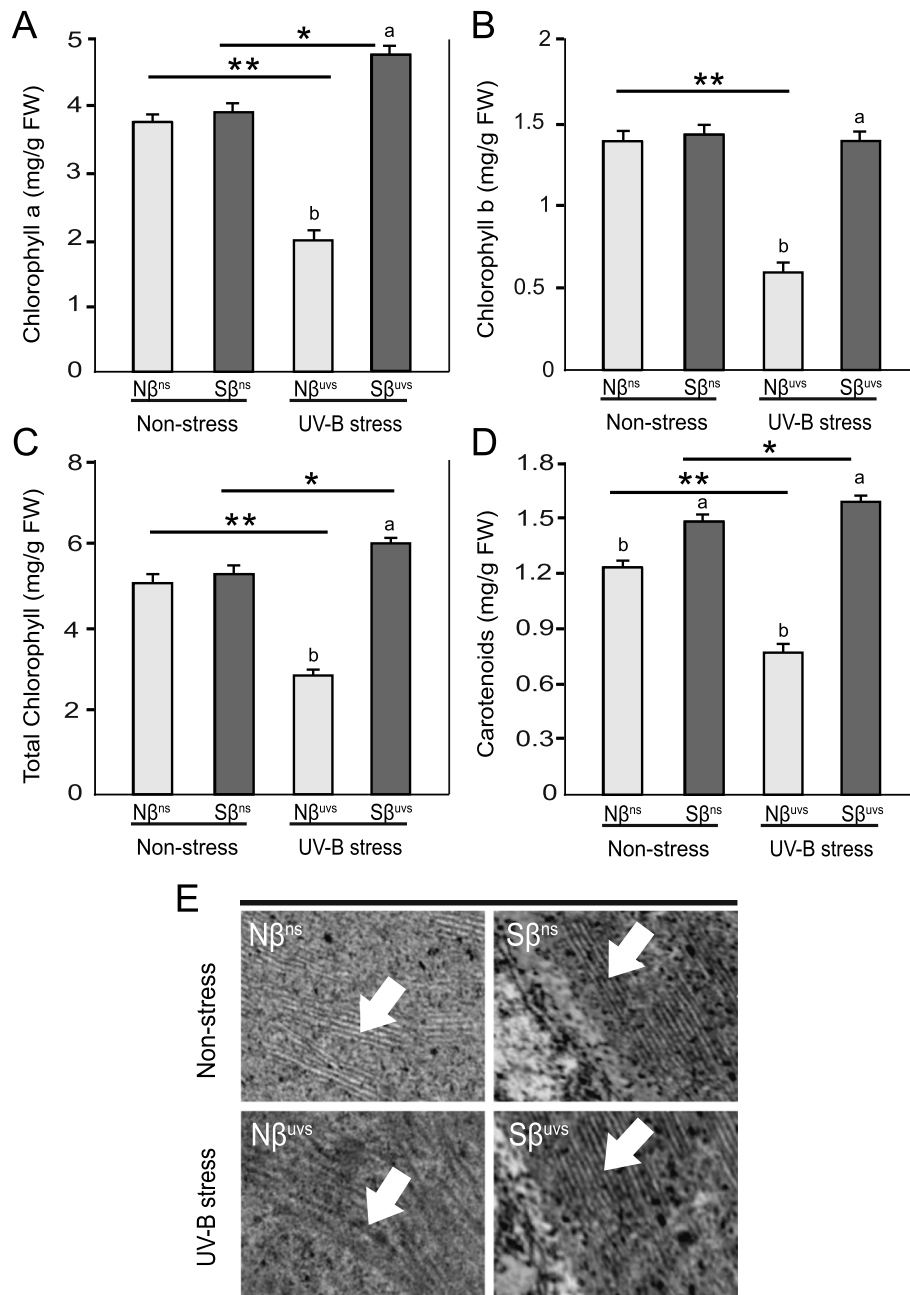 A
Chlorophyll a (mg/g FW)
5
4
3
2
1
0
*
**
a
b
Nβⁿˢ Sβⁿˢ Nβᵘᵛˢ Sβᵘᵛˢ
Non-stress UV-B stress
B
Chlorophyll b (mg/g FW)
2
1.5
1
0.5
0
**
a
b
Nβⁿˢ Sβⁿˢ Nβᵘᵛˢ Sβᵘᵛˢ
Non-stress UV-B stress
C
Total Chlorophyll (mg/g FW)
8
6
4
2
0
*
**
a
b
Nβⁿˢ Sβⁿˢ Nβᵘᵛˢ Sβᵘᵛˢ
Non-stress UV-B stress
D
Carotenoids (mg/g FW)
1.8
1.5
1.2
0.9
0.6
0.3
0
*
**
b a b a
Nβⁿˢ Sβⁿˢ Nβᵘᵛˢ Sβᵘᵛˢ
Non-stress UV-B stress
E
Non-stress
Nβⁿˢ Sβⁿˢ
UV-B stress
Nβᵘᵛˢ Sβᵘᵛˢ